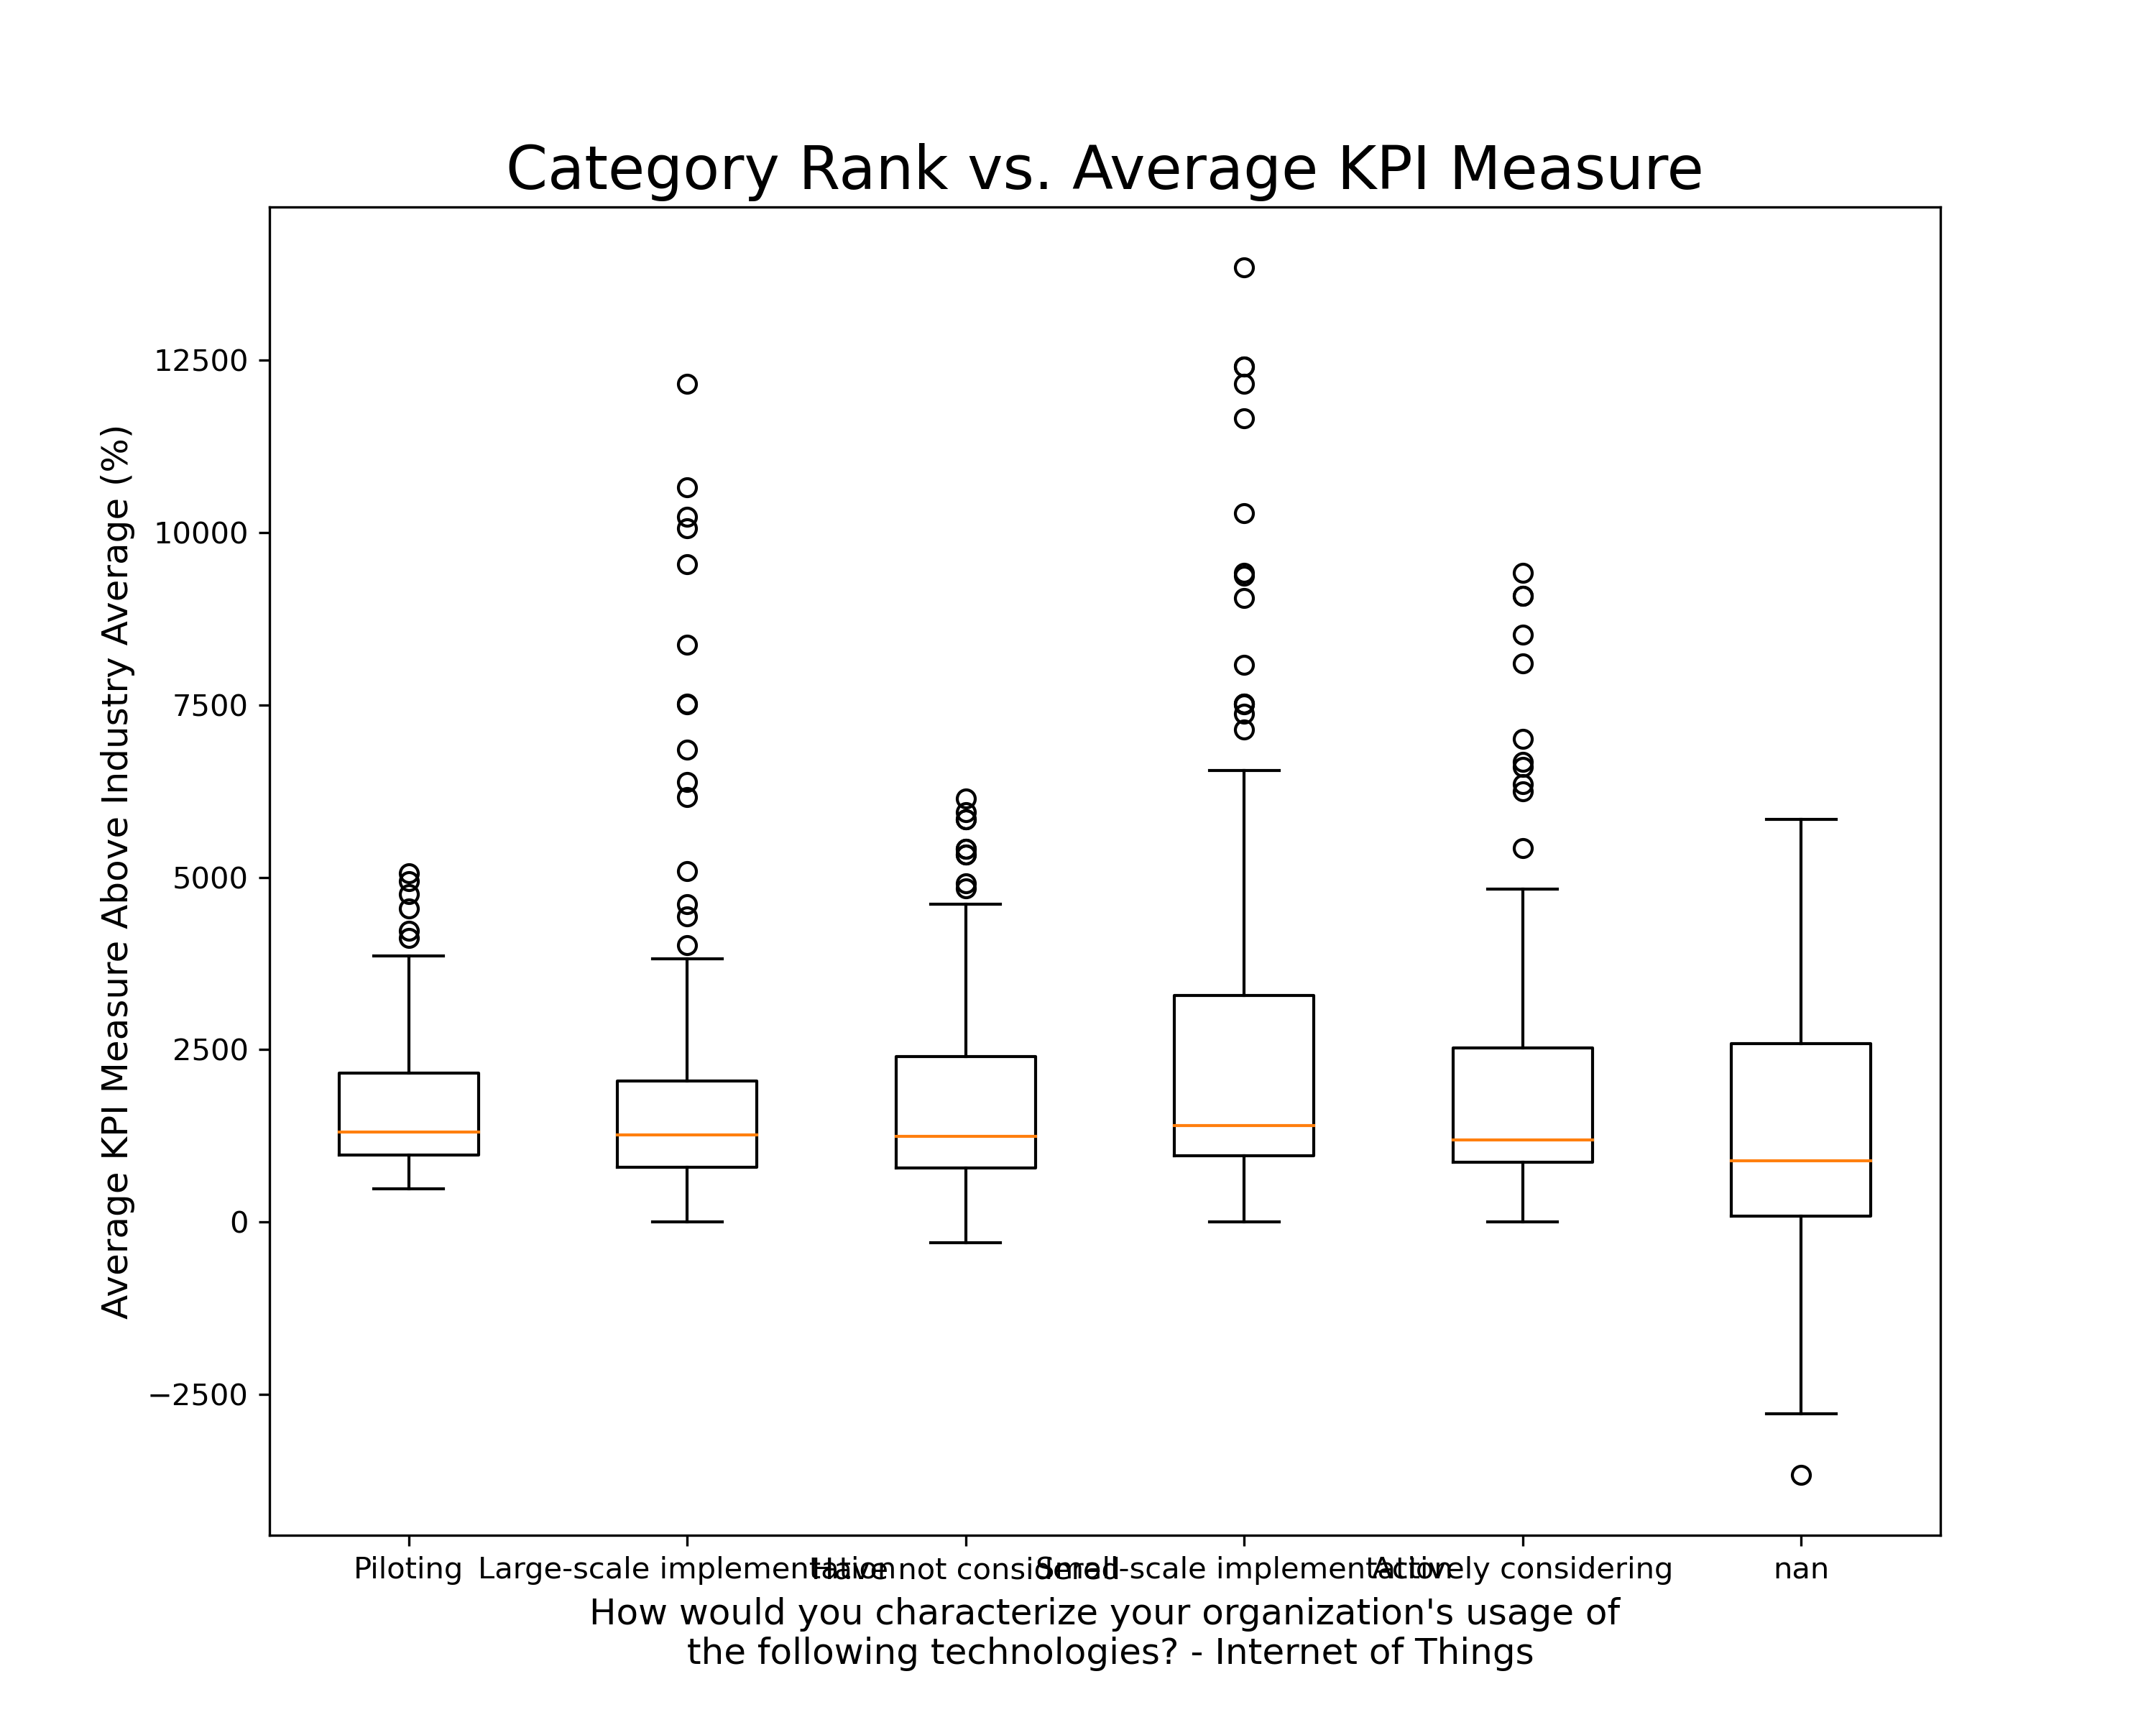 Category Rank vs. Average KPI Measure
Average KPI Measure Above Industry Average (%)
12500
10000
7500
5000
2500
0
−2500
Piloting
Large-scale implementation
Have not considered
Small-scale implementation
Actively considering
nan
How would you characterize your organization's usage of
the following technologies? - Internet of Things